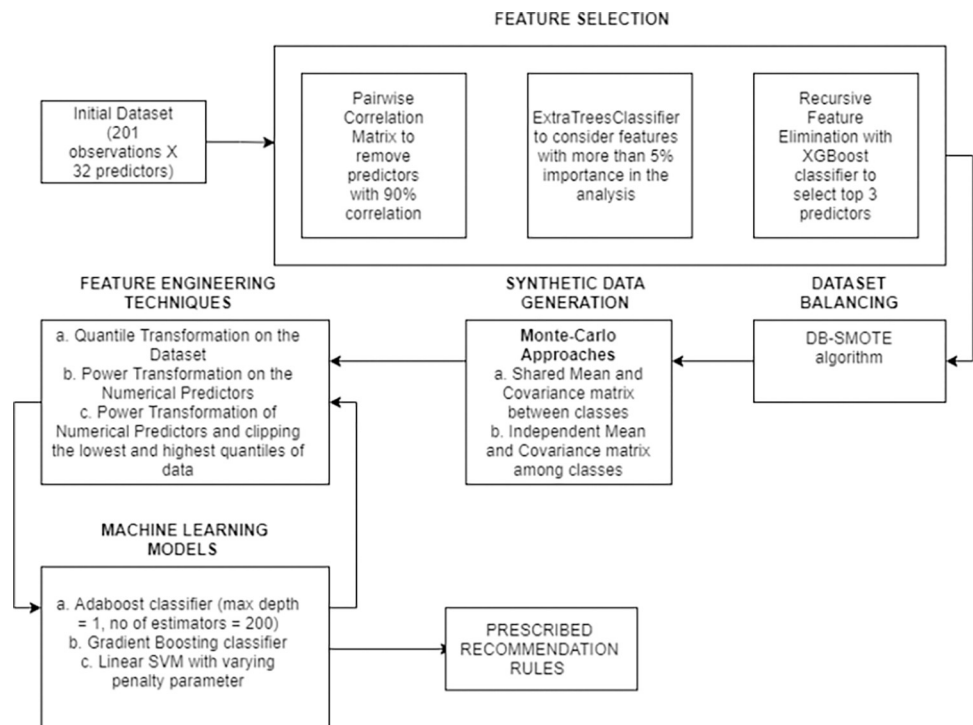 FEATURE SELECTION
Initial Dataset
(201
observations X
32 predictors)
Pairwise
Correlation
Matrix to
remove
predictors
with 90%
correlation
ExtraTreesClassifier
to consider features
with more than 5%
importance in the
analysis
Recursive
Feature
Elimination with
XGBoost
classifier to
select top 3
predictors
FEATURE ENGINEERING
TECHNIQUES
a. Quantile Transformation on the
Dataset
b. Power Transformation on the
Numerical Predictors
c. Power Transformation of
Numerical Predictors and clipping
the lowest and highest quantiles of
data
SYNTHETIC DATA
GENERATION
Monte-Carlo
Approaches
a. Shared Mean and
Covariance matrix
between classes
b. Independent Mean
and Covariance matrix
among classes
DATASET
BALANCING
DB-SMOTE
algorithm
MACHINE LEARNING
MODELS
a. Adaboost classifier (max depth
= 1, no of estimators = 200)
b. Gradient Boosting classifier
c. Linear SVM with varying
penalty parameter
PRESCRIBED
RECOMMENDATION
RULES